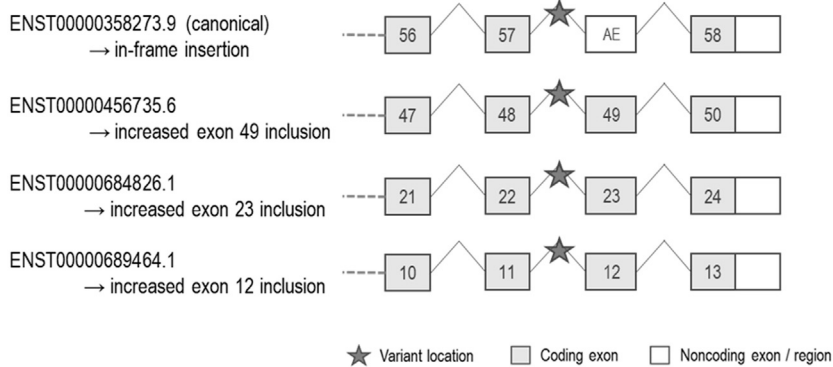 ENST00000358273.9 (canonical)
→ in-frame insertion
56 57 AE 58
ENST00000456735.6
→ increased exon 49 inclusion
47 48 49 50
ENST00000684826.1
→ increased exon 23 inclusion
21 22 23 24
ENST00000689464.1
→ increased exon 12 inclusion
10 11 12 13
Variant location Coding exon Noncoding exon / region